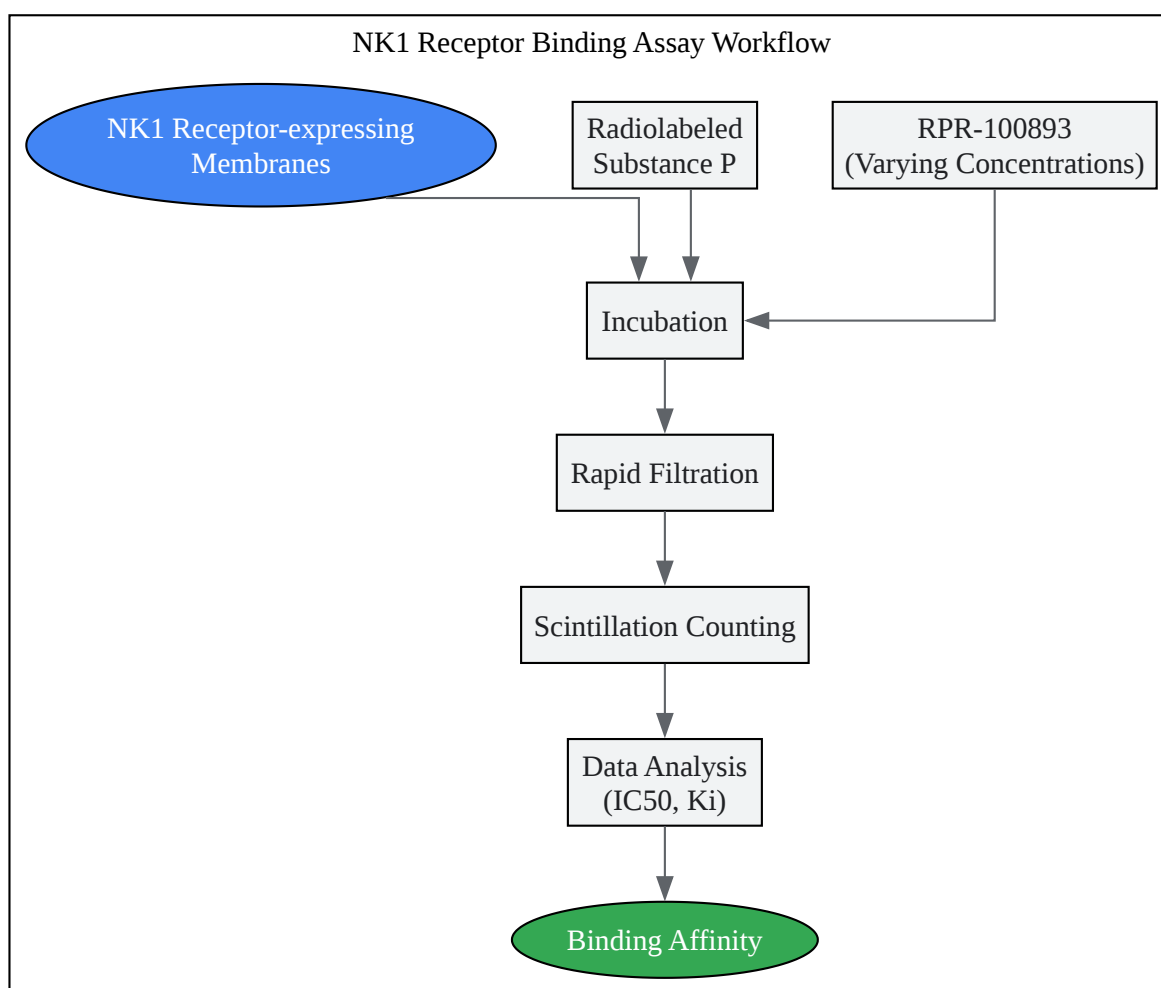 NK1 Receptor Binding Assay Workflow
NK1 Receptor-expressing
Membranes
Radiolabeled
Substance P
RPR-100893
(Varying Concentrations)
Incubation
Rapid Filtration
Scintillation Counting
Data Analysis
(IC50, Ki)
Binding Affinity